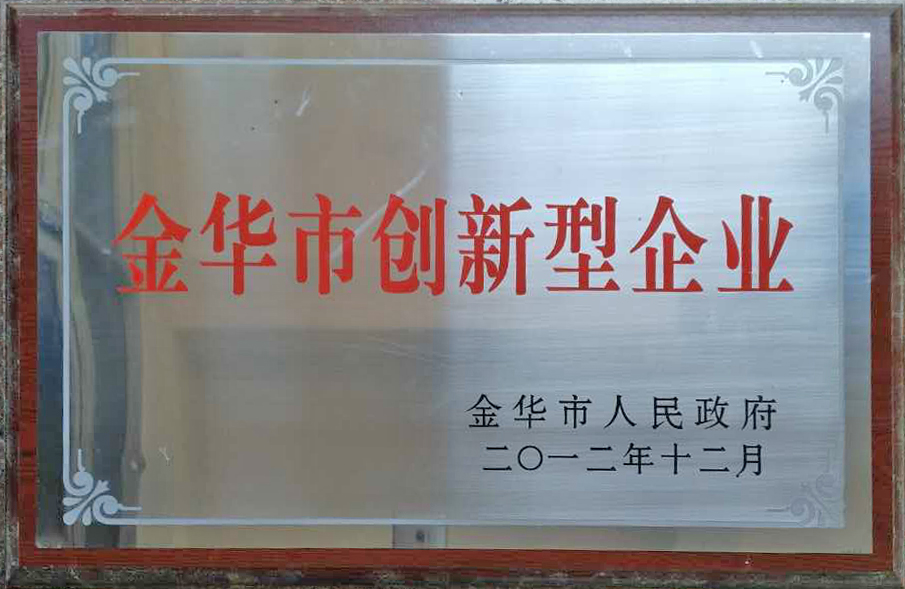 金华市创新型企业
金华市人民政府
二〇一二年十二月